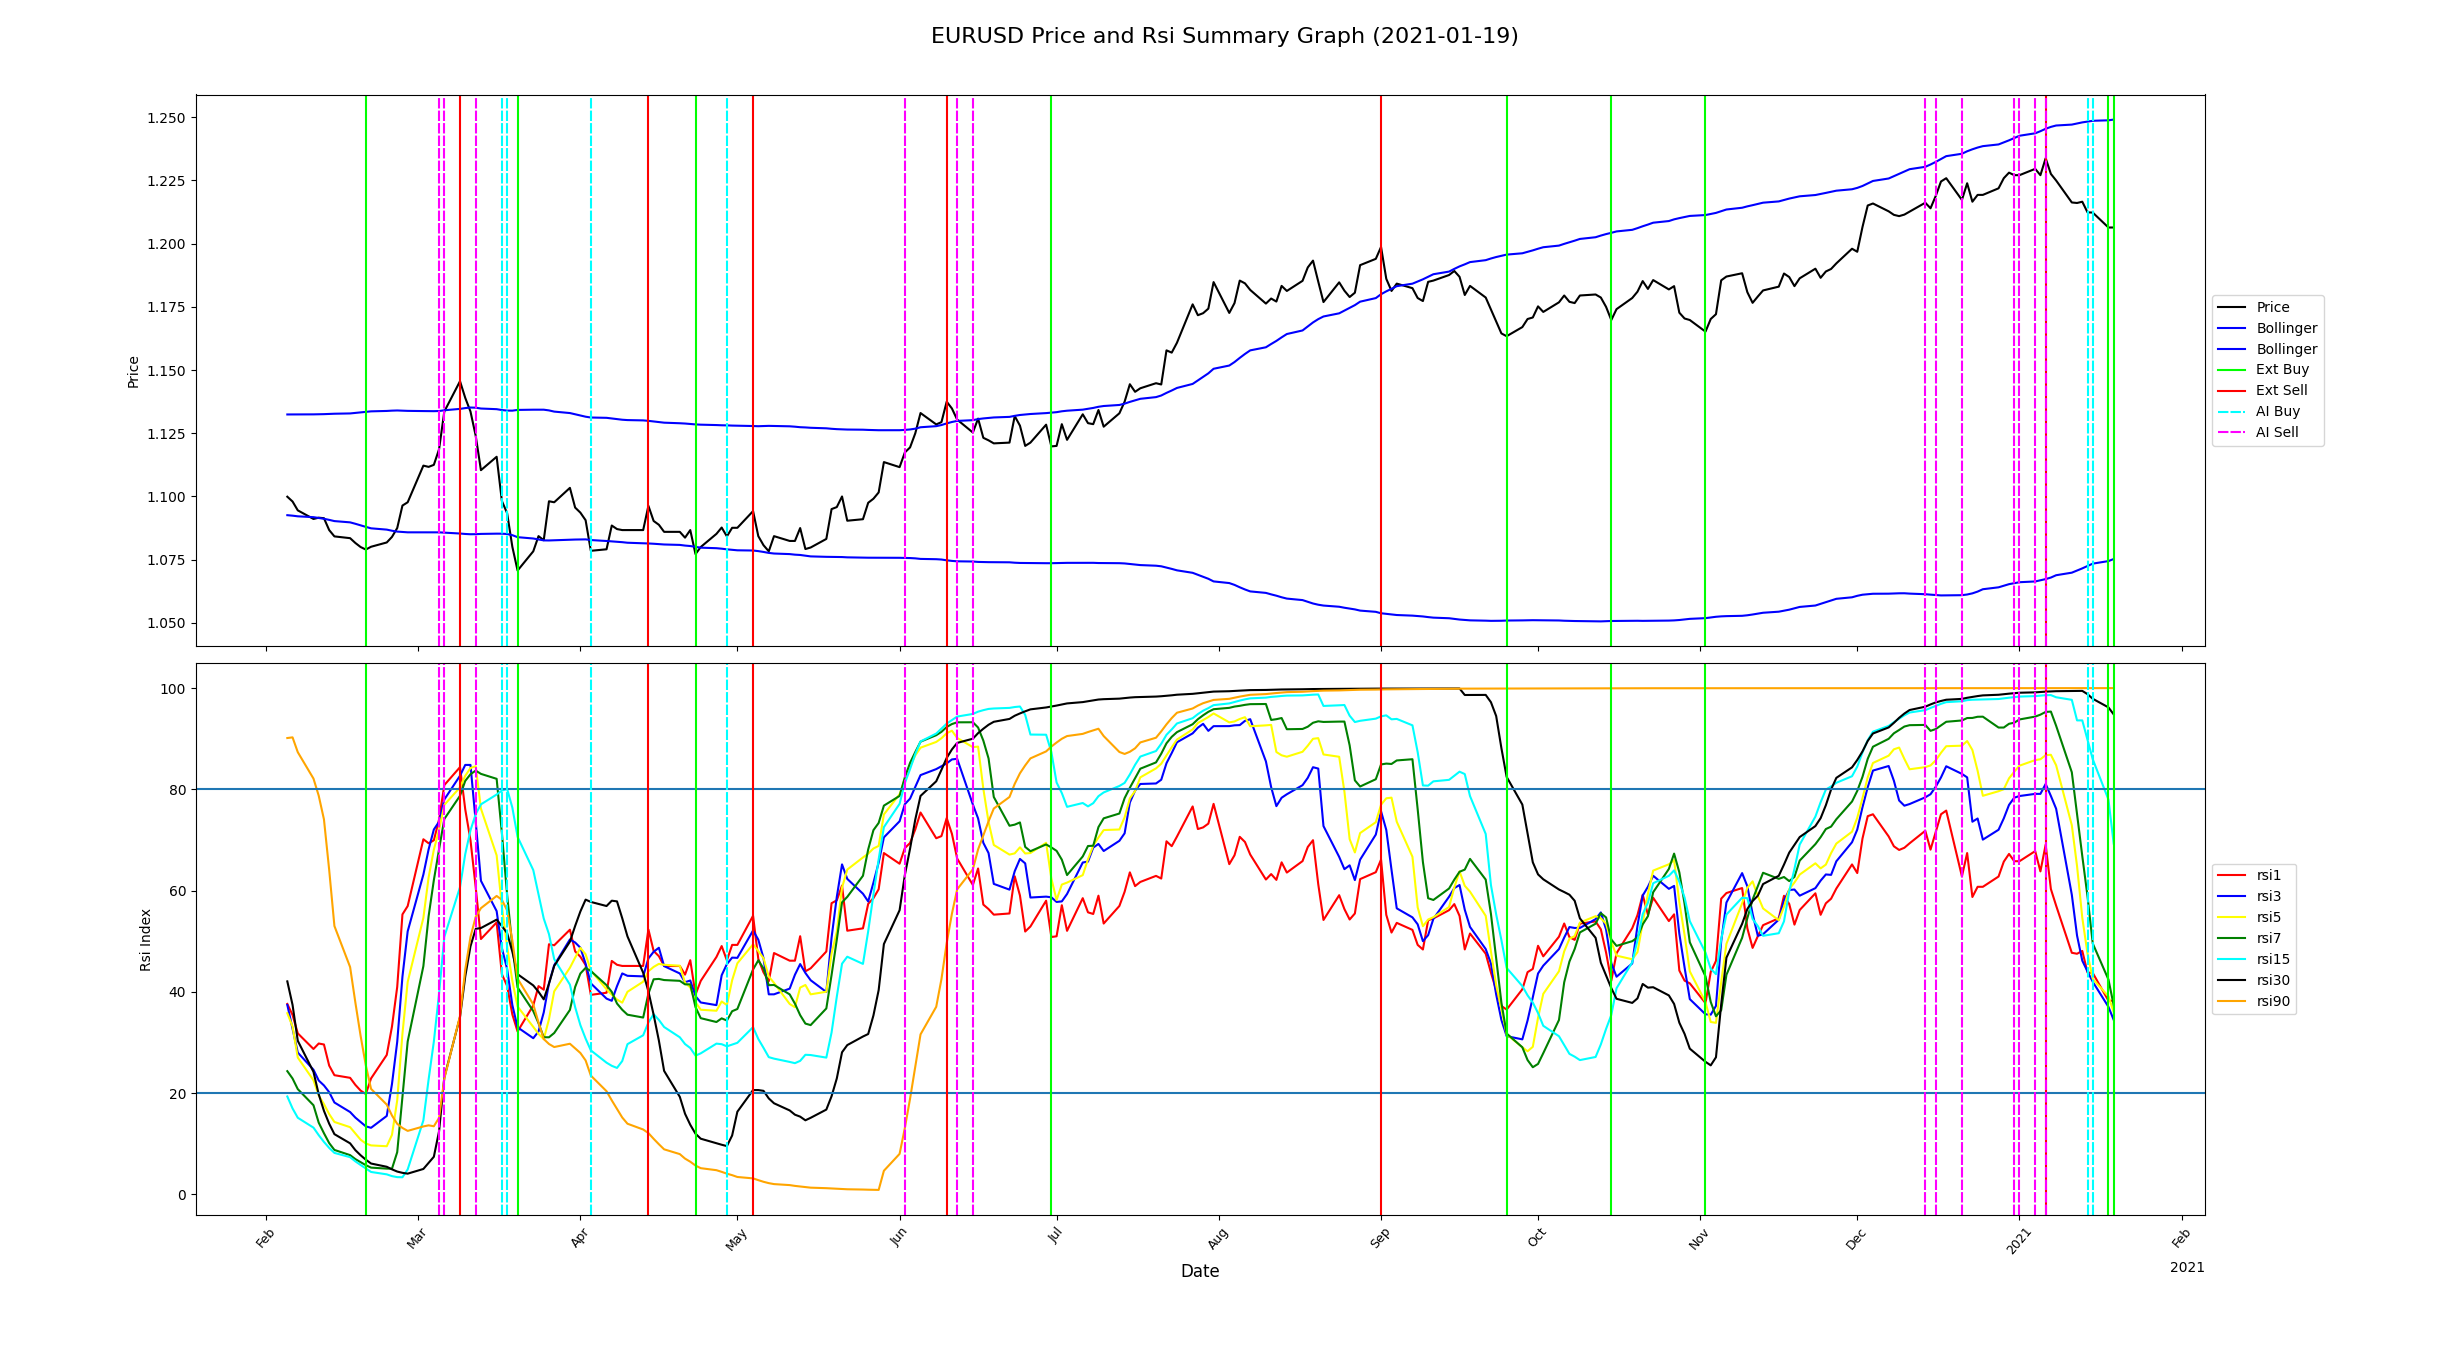 EURUSD Price and Rsi Summary Graph (2021-01-19)
1.250
1.225
1.200
1.175
1.150
1.125
1.100
1.075
1.050
Price
Price
Bollinger
Bollinger
Ext Buy
Ext Sell
AI Buy
AI Sell
100
80
60
40
20
0
Rsi Index
rsi1
rsi3
rsi5
rsi7
rsi15
rsi30
rsi90
Feb
Mar
Apr
May
Jun
Jul
Aug
Sep
Oct
Nov
Dec
2021
Feb
Date
2021